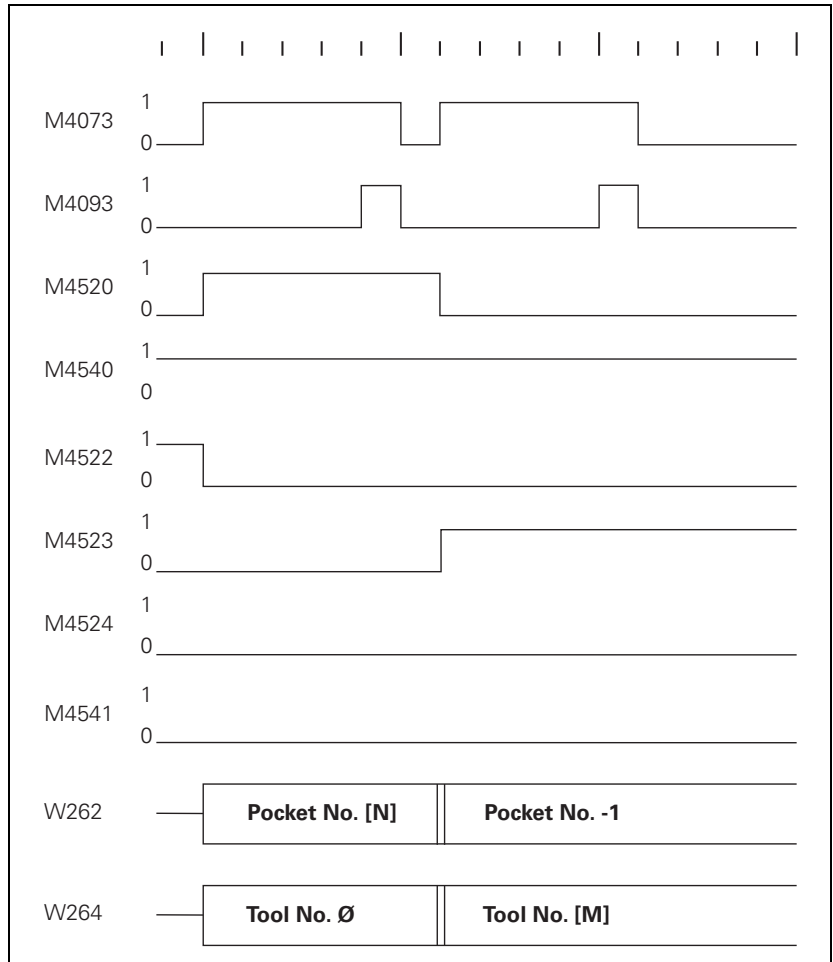 M4073 1
0
M4093 1
0
M4520 1
0
M4540 1
0
M4522 1
0
M4523 1
0
M4524 1
0
M4541 1
0
W262 Pocket No. [N] Pocket No. -1
W264 Tool No. Ø Tool No. [M]